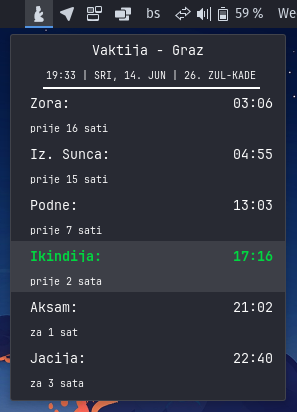 bs 59 % We
Vaktija - Graz
19:33 | SRI, 14. JUN | 26. ZUL-KADE
Zora: 03:06
prije 16 sati
Iz. Sunca: 04:55
prije 15 sati
Podne: 13:03
prije 7 sati
Ikindija: 17:16
prije 2 sata
Aksam: 21:02
za 1 sat
Jacija: 22:40
za 3 sata